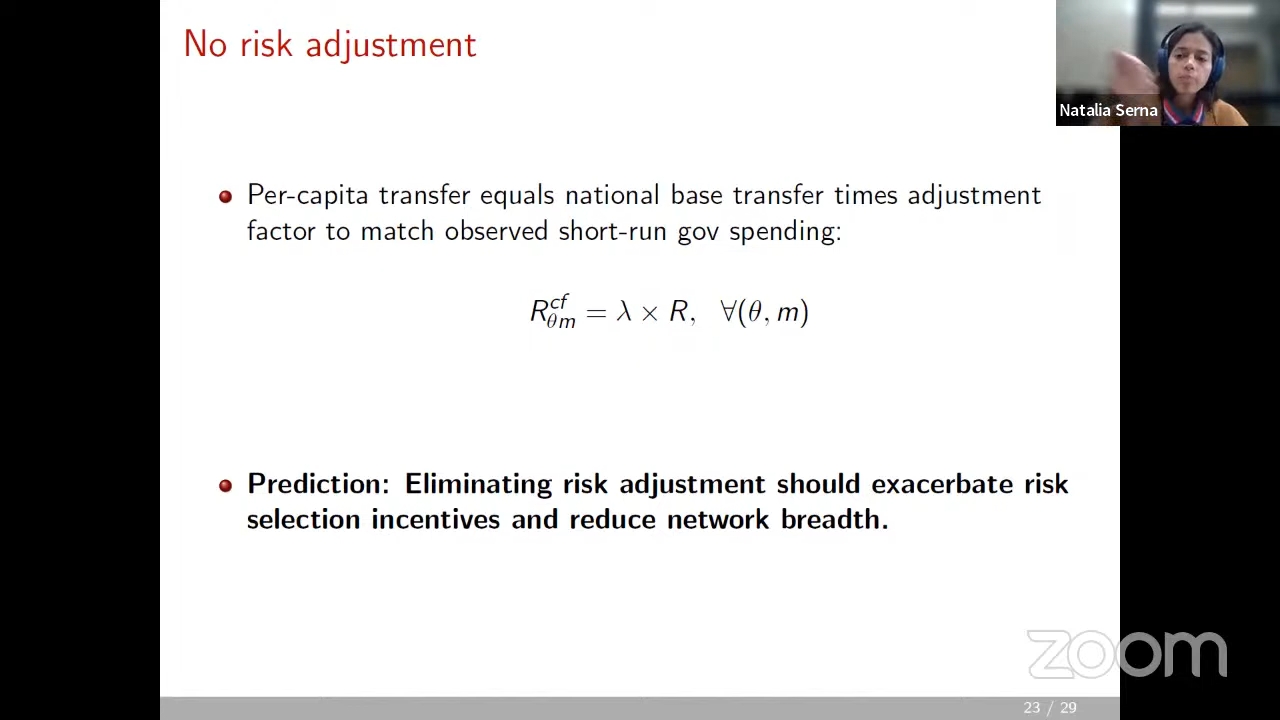 No risk adjustment
Natalia Serna
Per-capita transfer equals national base transfer times adjustment
factor to match observed short-run gov spending:
R^{cf}_{θm} = λ × R, ∀(θ, m)
Prediction: Eliminating risk adjustment should exacerbate risk
selection incentives and reduce network breadth.
zoom
23 / 29